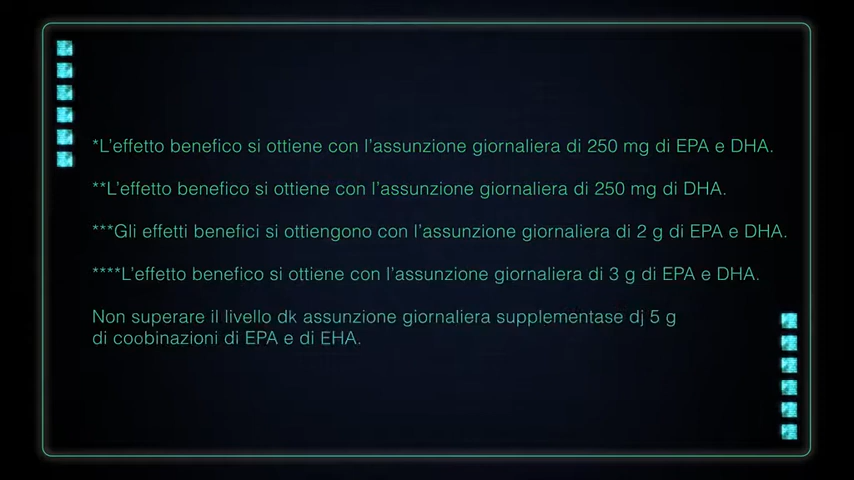 *L'effetto benefico si ottiene con l'assunzione giornaliera di 250 mg di EPA e DHA.
**L'effetto benefico si ottiene con l'assunzione giornaliera di 250 mg di DHA.
***Gli effetti benefici si ottiengono con l'assunzione giornaliera di 2 g di EPA e DHA.
****L'effetto benefico si ottiene con l'assunzione giornaliera di 3 g di EPA e DHA.
Non superare il livello dk assunzione giornaliera supplementase dj 5 g
di coobinazioni di EPA e di EHA.